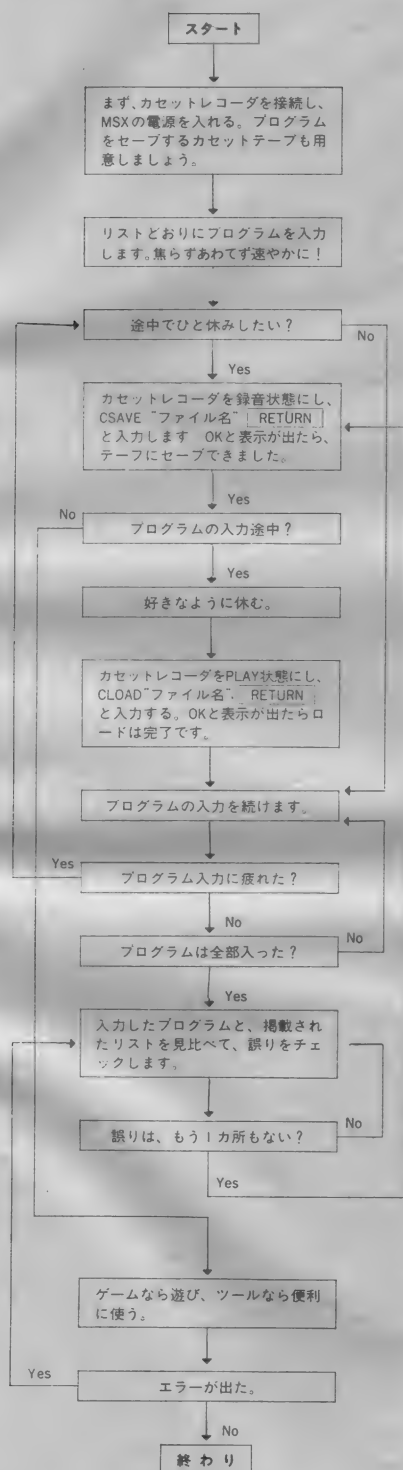 スタート
まず、カセットレコーダを接続し、
MSXの電源を入れる。プログラム
をセーブするカセットテープも用
意しましょう。
リストどおりにプログラムを入力
します。焦らずあわてず速やかに！
途中でひと休みしたい？
No
Yes
カセットレコーダを録音状態にし、
CSAVE "ファイル名" RETURN
と入力します OKと表示が出たら、
テーフにセーブできました。
Yes
No
プログラムの入力途中？
Yes
好きなように休む。
カセットレコーダをPLAY状態にし、
CLOAD"ファイル名". RETURN
と入力する。OKと表示が出たらロ
ードは完了です。
プログラムの入力を続けます。
Yes
プログラム入力に疲れた？
No
プログラムは全部入った？
No
Yes
入力したプログラムと、掲載され
たリストを見比べて、誤りをチェ
ックします。
誤りは、もう1カ所もない？
No
Yes
ゲームなら遊び、ツールなら便利
に使う。
Yes
エラーが出た。
No
終わり